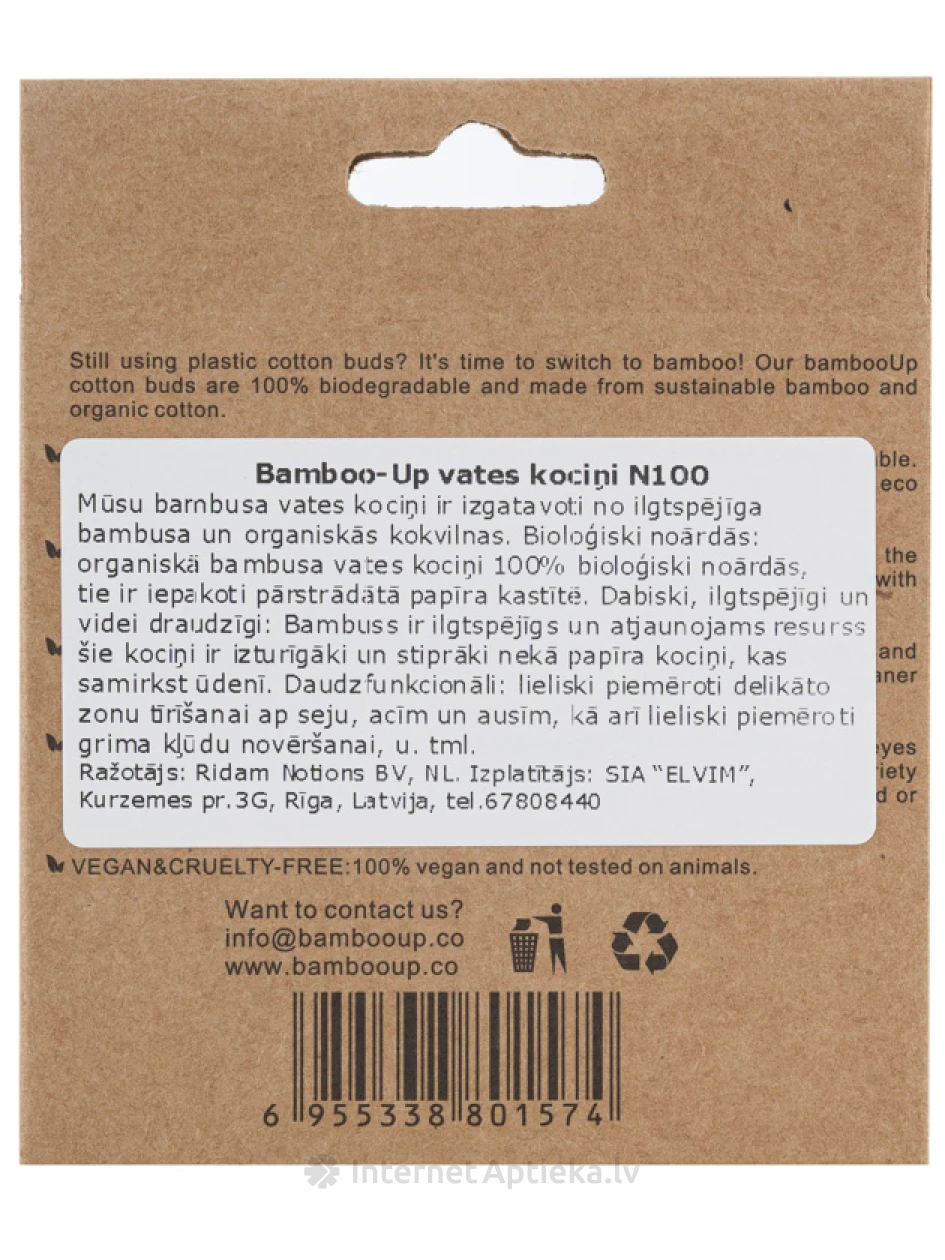 Still using plastic cotton buds? It's time to switch to bamboo! Our bambooUp
cotton buds are 100% biodegradable and made from sustainable bamboo and
organic cotton.
eco
Bamboo-Up vates kociņi N100
Mūsu barnbusa vates kociņi ir izgatavoti no ilgtspējīga
bambusa un organiskās kokvilnas. Bioloģiski noārdās:
organiskā bambusa vates kociņi 100% bioloģiski noārdās,
the
tie ir iepakoti pārstrādātā papīra kastītē. Dabiski, ilgtspējīgi un
with
videi draudzīgi: Bambuss ir ilgtspējīgs un atjaunojams resurss
šie kociņi ir izturīgāki un stiprāki nekā papīra kociņi, kas
and
samirkst ūdenī. Daudzfunkcionāli: lieliski piemēroti delikāto
zonu tīrīšanai ap seju, acīm un ausīm, kā arī lieliski piemēroti
grima kļūdu novēršanai, u. tml.
eyes
Ražotājs: Ridam Notions BV, NL. Izplatītājs: SIA "ELVIM",
Kurzemes pr.3G, Rīga, Latvija, tel.67808440
or
VEGAN&CRUELTY-FREE:100% vegan and not tested on animals.
Want to contact us?
info@bambooup.co
www.bambooup.co
6 955338 801574
Internet Aptieka.lv